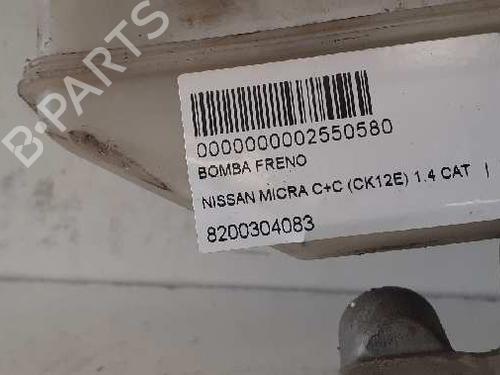 B-PARTS
0000000002550580
BOMBA FRENO
NISSAN MICRA C+C (CK12E) 1.4 CAT |
8200304083